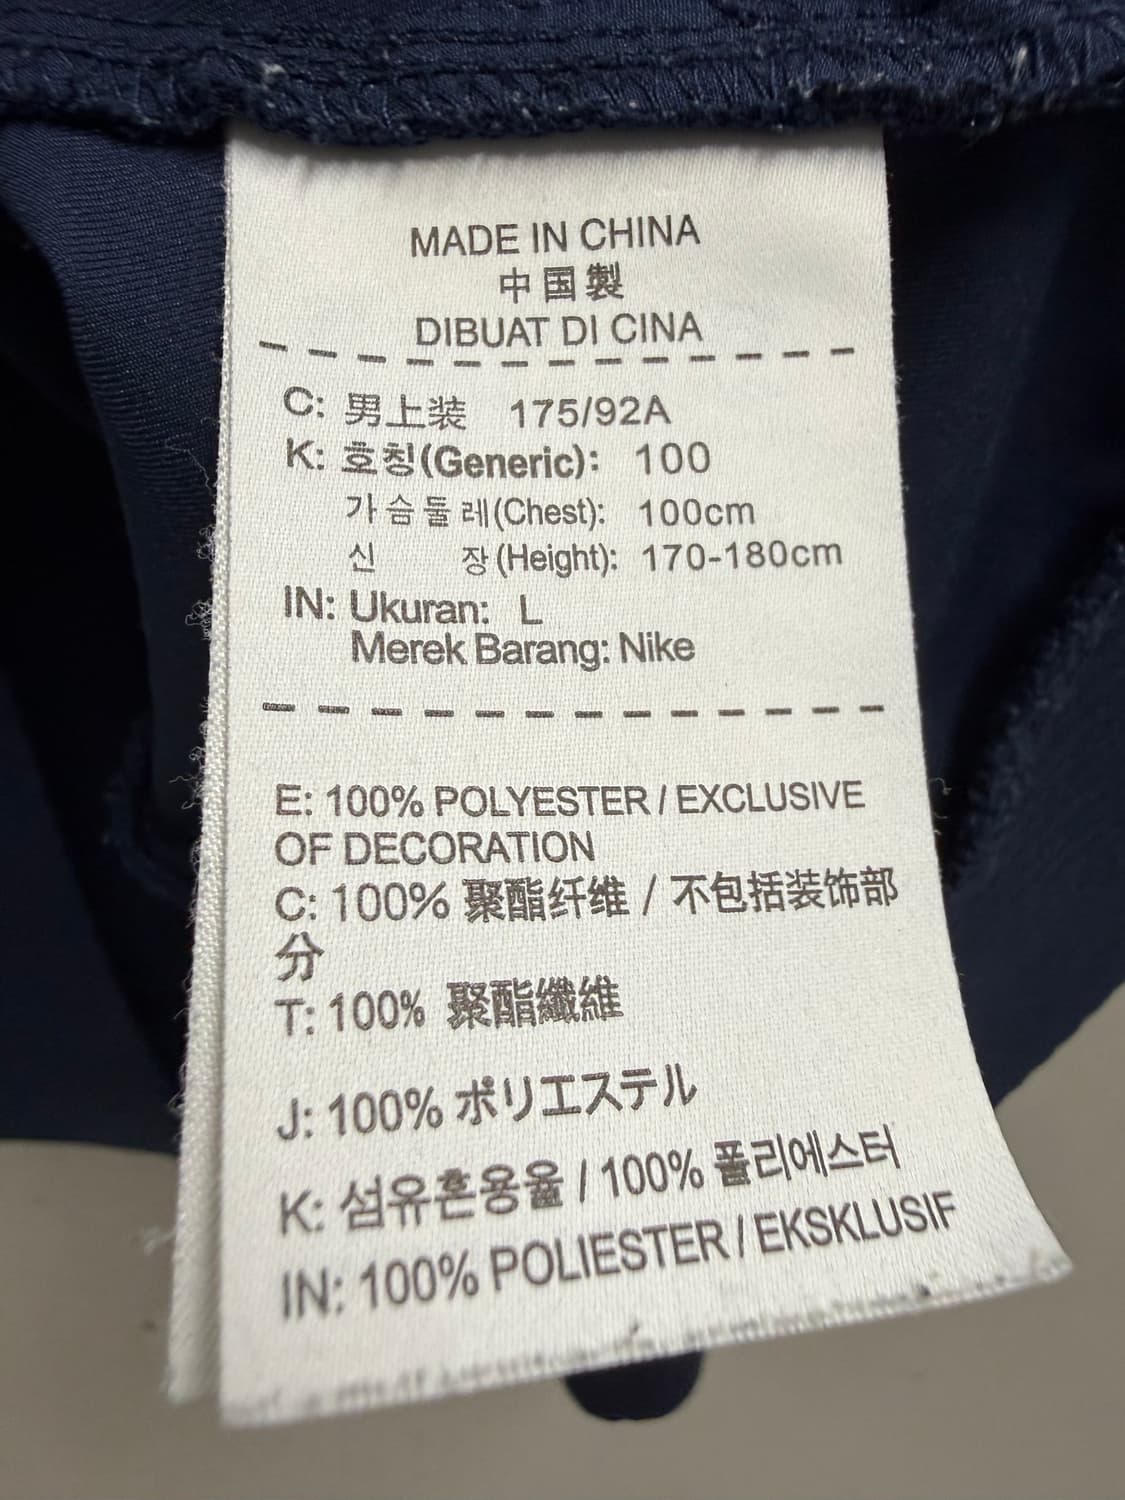 MADE IN CHINA
中国製
DIBUAT DI CINA
C: 男上装 175/92A
K: 호칭(Generic): 100
가슴둘레(Chest): 100cm
신 장(Height): 170-180cm
IN: Ukuran: L
Merek Barang: Nike
E: 100% POLYESTER / EXCLUSIVE
OF DECORATION
C: 100% 聚酯纤维 / 不包括装饰部
分
T: 100% 聚酯纖維
J: 100% ポリエステル
K: 섬유혼용율 / 100% 폴리에스터
IN: 100% POLIESTER / EKSKLUSIF